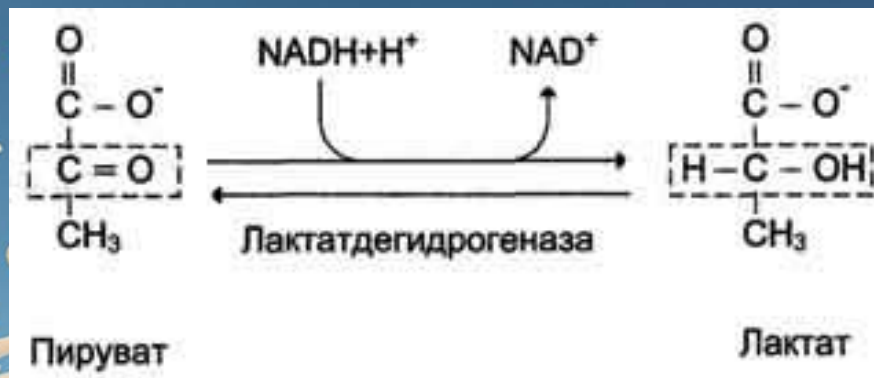 O
NADH+H⁺
NAD⁺
O
C – O⁻
C – O⁻
C = O
H – C – OH
CH₃
Лактатдегидрогеназа
CH₃
Пируват
Лактат